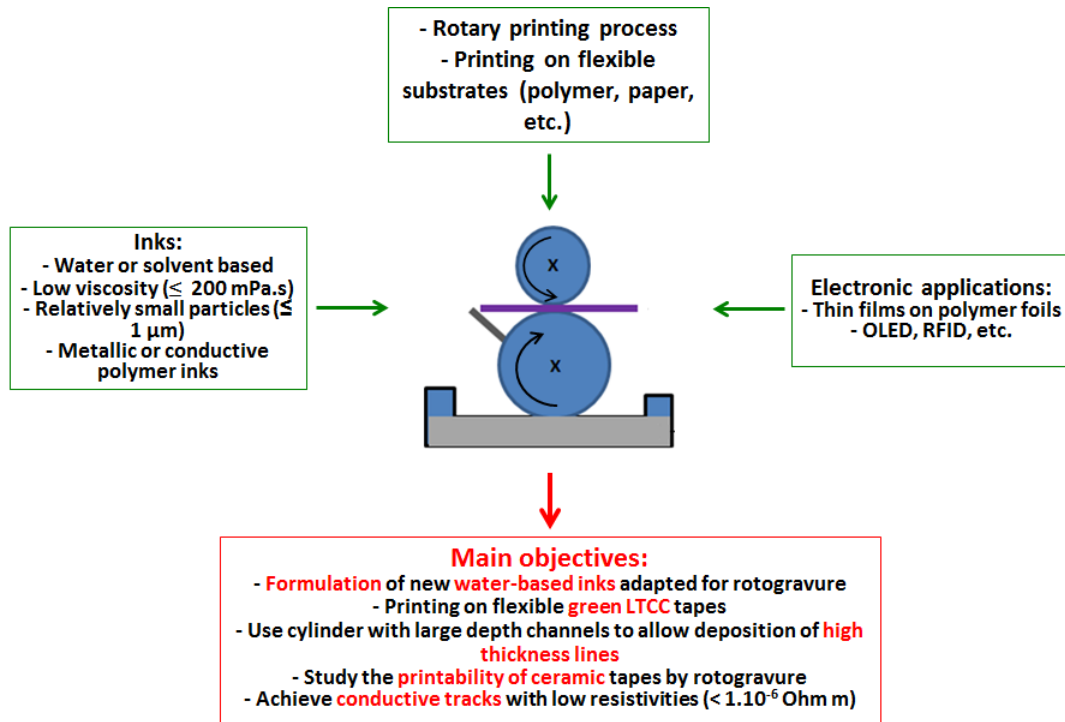 - Rotary printing process
- Printing on flexible
substrates (polymer, paper,
etc.)
Inks:
- Water or solvent based
- Low viscosity (≤ 200 mPa.s)
- Relatively small particles (≤
1 µm)
- Metallic or conductive
polymer inks
X
X
Electronic applications:
- Thin films on polymer foils
- OLED, RFID, etc.
Main objectives:
- Formulation of new water-based inks adapted for rotogravure
- Printing on flexible green LTCC tapes
- Use cylinder with large depth channels to allow deposition of high
thickness lines
- Study the printability of ceramic tapes by rotogravure
- Achieve conductive tracks with low resistivities (< 1.10⁻⁶ Ohm m)